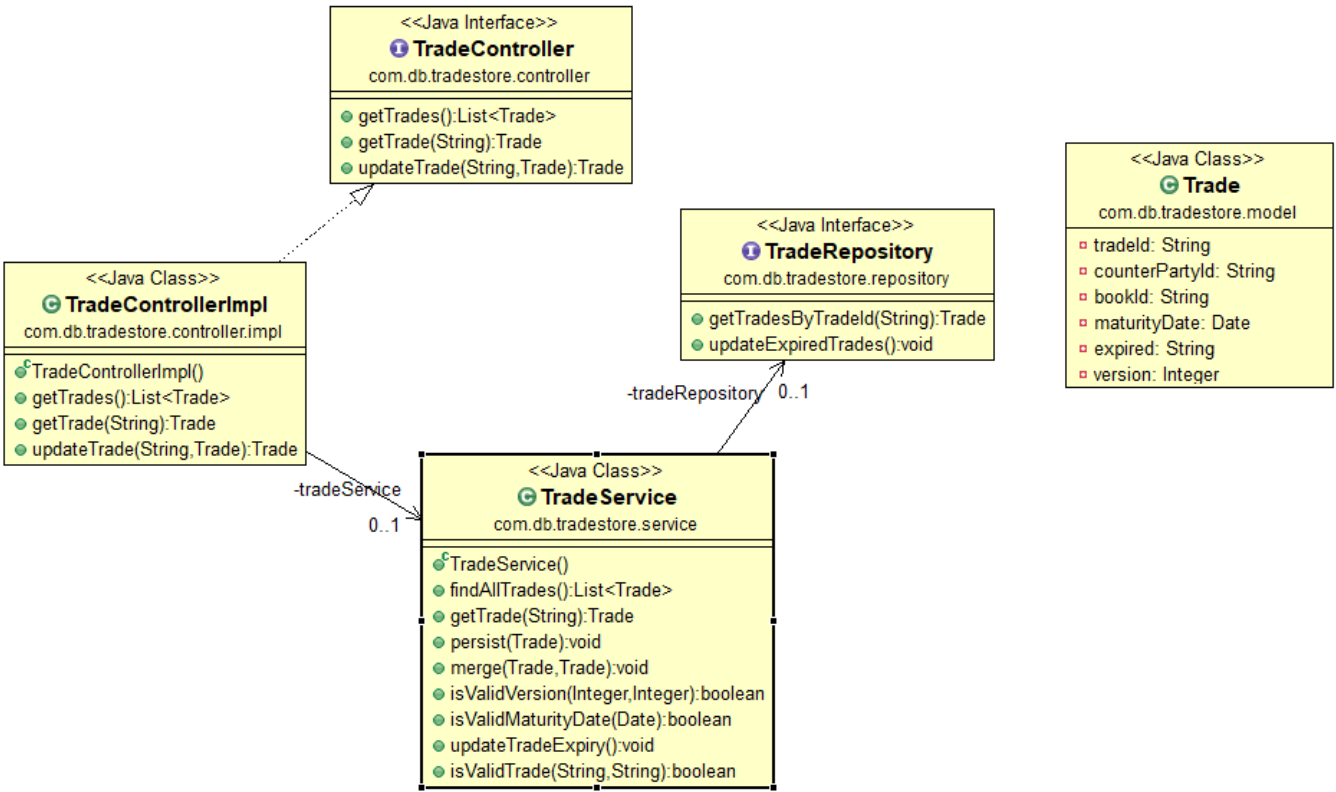 <<Java Interface>>
TradeController
com.db.tradestore.controller
getTrades():List<Trade>
getTrade(String):Trade
updateTrade(String,Trade):Trade
<<Java Class>>
Trade
com.db.tradestore.model
tradeId: String
counterPartyId: String
bookId: String
maturityDate: Date
expired: String
version: Integer
<<Java Interface>>
TradeRepository
com.db.tradestore.repository
getTradesByTradeId(String):Trade
updateExpiredTrades():void
<<Java Class>>
TradeControllerImpl
com.db.tradestore.controller.impl
TradeControllerImpl()
getTrades():List<Trade>
getTrade(String):Trade
updateTrade(String,Trade):Trade
-tradeRepository
0..1
-tradeService
0..1
<<Java Class>>
TradeService
com.db.tradestore.service
TradeService()
findAllTrades():List<Trade>
getTrade(String):Trade
persist(Trade):void
merge(Trade,Trade):void
isValidVersion(Integer,Integer):boolean
isValidMaturityDate(Date):boolean
updateTradeExpiry():void
isValidTrade(String,String):boolean